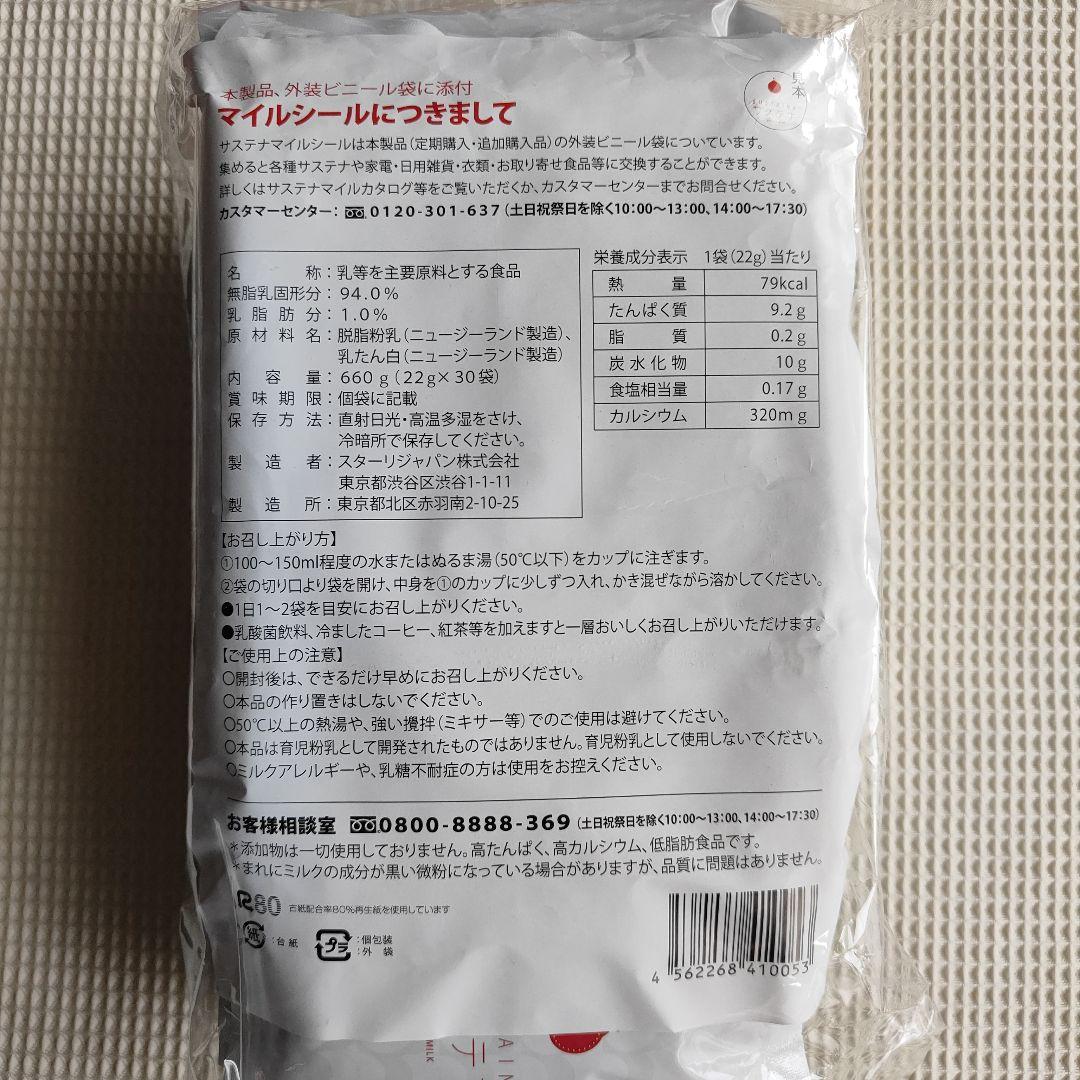 本製品、外装ビニール袋に添付
マイルシールにつきまして
見本
サステナマイルシールは本製品(定期購入・追加購入品)の外装ビニール袋についています。
集めると各種サステナや家電・日用雑貨・衣類・お取り寄せ食品等に交換することができます。
詳しくはサステナマイルカタログ等をご覧いただくか、カスタマーセンターまでお問合せください。
カスタマーセンター: 0120-301-637(土日祝祭日を除く10:00〜13:00、14:00〜17:30)
名称:乳等を主要原料とする食品
無脂乳固形分:94.0%
乳脂肪分:1.0%
原材料名:脱脂粉乳(ニュージーランド製造)、
乳たん白(ニュージーランド製造)
内容量:660g(22g×30袋)
賞味期限:個袋に記載
保存方法:直射日光・高温多湿をさけ、
冷暗所で保存してください。
製造者:スターリジャパン株式会社
東京都渋谷区渋谷1-1-11
製造所:東京都北区赤羽南2-10-25
栄養成分表示 1袋(22g)当たり
熱量 79kcal
たんぱく質 9.2g
脂質 0.2g
炭水化物 10g
食塩相当量 0.17g
カルシウム 320mg
【お召し上がり方】
①100〜150ml程度の水またはぬるま湯(50℃以下)をカップに注ぎます。
②袋の切り口より袋を開け、中身を①のカップに少しずつ入れ、かき混ぜながら溶かしてください。
●1日1〜2袋を目安にお召し上がりください。
●乳酸菌飲料、冷ましたコーヒー、紅茶等を加えますと一層おいしくお召し上がりいただけます。
【ご使用上の注意】
○開封後は、できるだけ早めにお召し上がりください。
○本品の作り置きはしないでください。
○50℃以上の熱湯や、強い攪拌(ミキサー等)でのご使用は避けてください。
○本品は育児粉乳として開発されたものではありません。育児粉乳として使用しないでください。
○ミルクアレルギーや、乳糖不耐症の方は使用をお控えください。
お客様相談室 0800-8888-369(土日祝祭日を除く10:00〜13:00、14:00〜17:30)
*添加物は一切使用しておりません。高たんぱく、高カルシウム、低脂肪食品です。
*まれにミルクの成分が黒い微粉になっている場合がありますが、品質に問題はありません。
R80 古紙配合率80%再生紙を使用しています
紙 :台紙
プラ :個包装
:外袋
4 562268 410053
MILK
テ